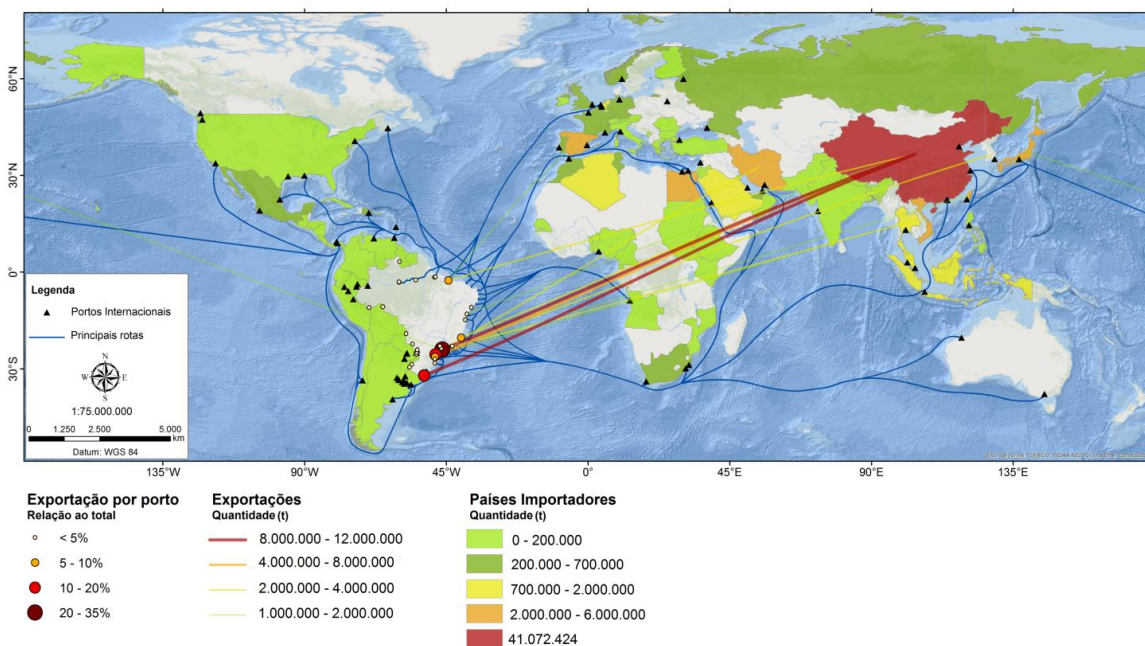 60°N
30°N
0°
30°S
135°W
90°W
45°W
0°
45°E
90°E
135°E
Legenda
Portos Internacionais
Principais rotas
N
W
E
S
1:75.000.000
0 1.250 2.500 5.000
km
Datum: WGS 84
Exportação por porto
Relação ao total
< 5%
5 - 10%
10 - 20%
20 - 35%
Exportações
Quantidade (t)
8.000.000 - 12.000.000
4.000.000 - 8.000.000
2.000.000 - 4.000.000
1.000.000 - 2.000.000
Países Importadores
Quantidade (t)
0 - 200.000
200.000 - 700.000
700.000 - 2.000.000
2.000.000 - 6.000.000
41.072.424